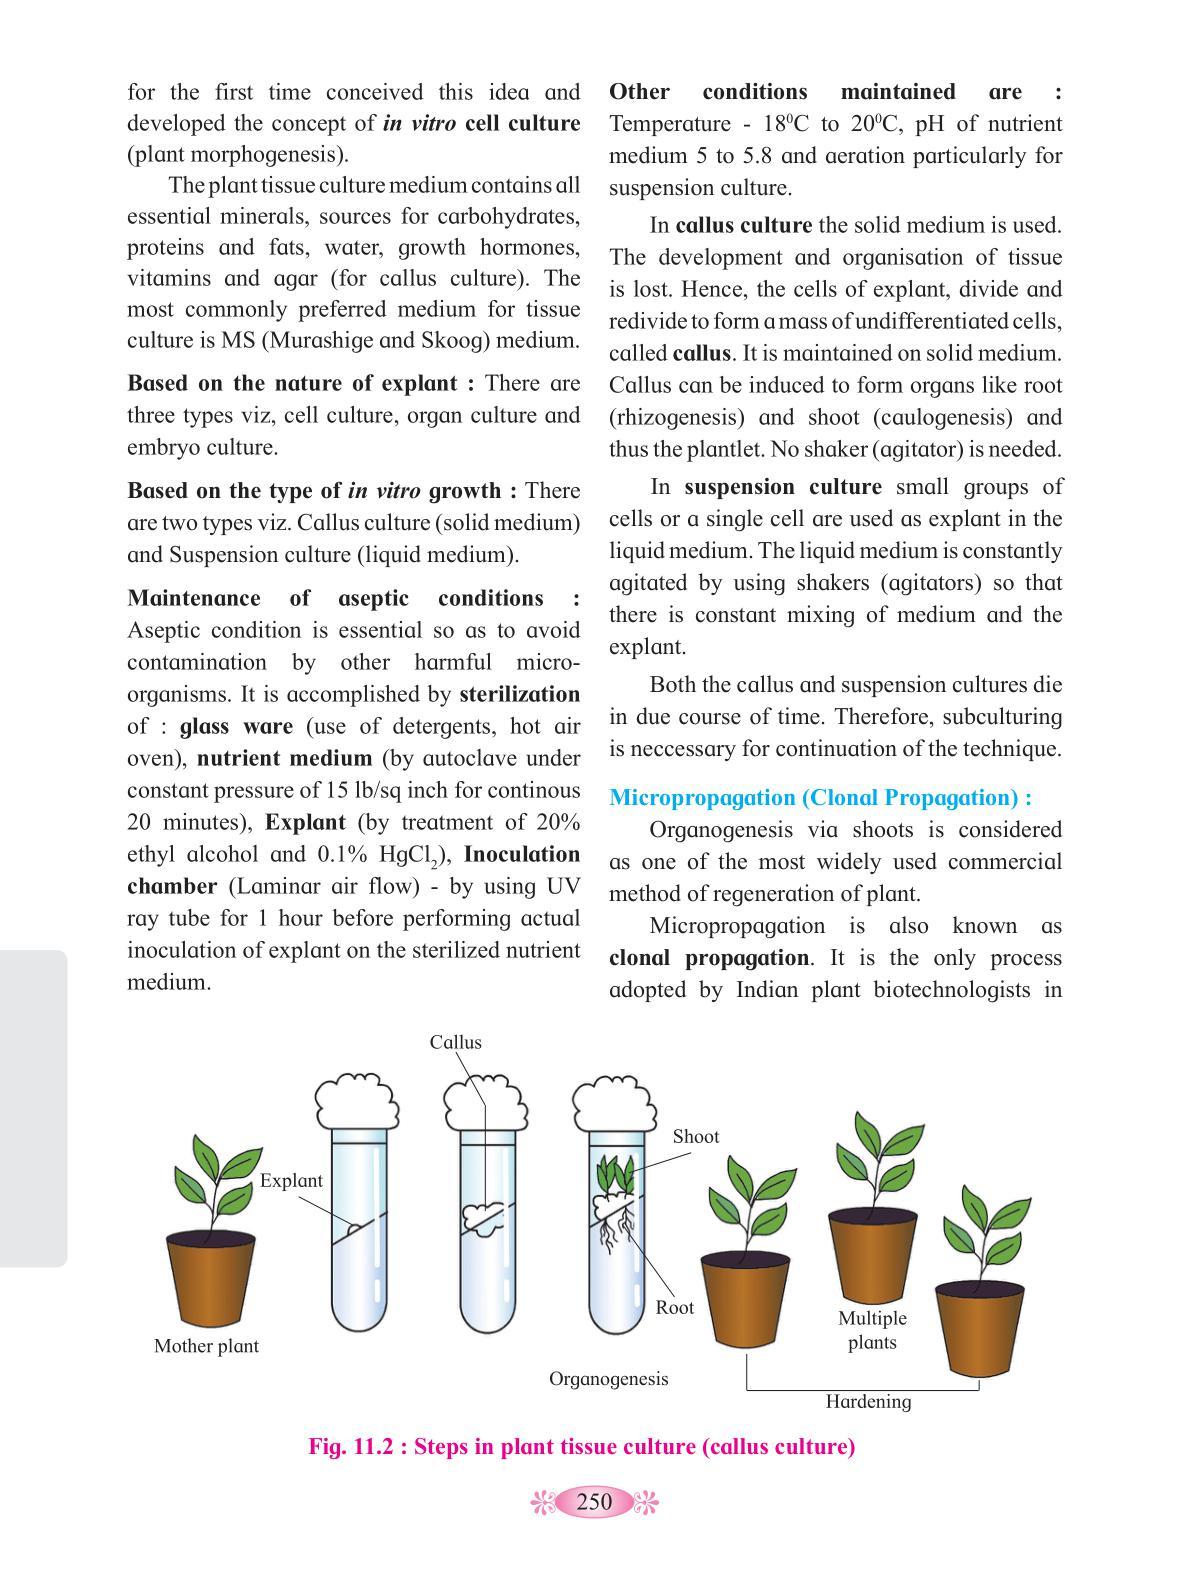 for the first time conceived this idea and
developed the concept of in vitro cell culture
(plant morphogenesis).
The plant tissue culture medium contains all
essential minerals, sources for carbohydrates,
proteins and fats, water, growth hormones,
vitamins and agar (for callus culture). The
most commonly preferred medium for tissue
culture is MS (Murashige and Skoog) medium.
Based on the nature of explant : There are
three types viz, cell culture, organ culture and
embryo culture.
Based on the type of in vitro growth : There
are two types viz. Callus culture (solid medium)
and Suspension culture (liquid medium).
Maintenance of aseptic conditions :
Aseptic condition is essential so as to avoid
contamination by other harmful micro-
organisms. It is accomplished by sterilization
of : glass ware (use of detergents, hot air
oven), nutrient medium (by autoclave under
constant pressure of 15 lb/sq inch for continous
20 minutes), Explant (by treatment of 20%
ethyl alcohol and 0.1% HgCl₂), Inoculation
chamber (Laminar air flow) - by using UV
ray tube for 1 hour before performing actual
inoculation of explant on the sterilized nutrient
medium.
Other conditions maintained are :
Temperature - 18⁰C to 20⁰C, pH of nutrient
medium 5 to 5.8 and aeration particularly for
suspension culture.
In callus culture the solid medium is used.
The development and organisation of tissue
is lost. Hence, the cells of explant, divide and
redivide to form a mass of undifferentiated cells,
called callus. It is maintained on solid medium.
Callus can be induced to form organs like root
(rhizogenesis) and shoot (caulogenesis) and
thus the plantlet. No shaker (agitator) is needed.
In suspension culture small groups of
cells or a single cell are used as explant in the
liquid medium. The liquid medium is constantly
agitated by using shakers (agitators) so that
there is constant mixing of medium and the
explant.
Both the callus and suspension cultures die
in due course of time. Therefore, subculturing
is neccessary for continuation of the technique.
Micropropagation (Clonal Propagation) :
Organogenesis via shoots is considered
as one of the most widely used commercial
method of regeneration of plant.
Micropropagation is also known as
clonal propagation. It is the only process
adopted by Indian plant biotechnologists in
Callus
Shoot
Explant
Root
Multiple
plants
Mother plant
Organogenesis
Hardening
Fig. 11.2 : Steps in plant tissue culture (callus culture)
250